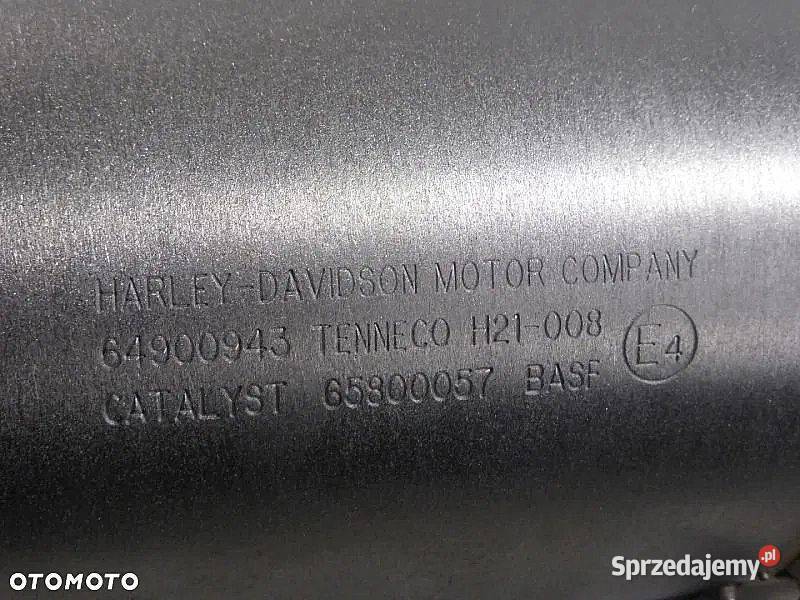 HARLEY-DAVIDSON MOTOR COMPANY
64900943 TENNECO H21-008 E4
CATALYST 65800057 BASF
OTOMOTO
Sprzedajemy.pl